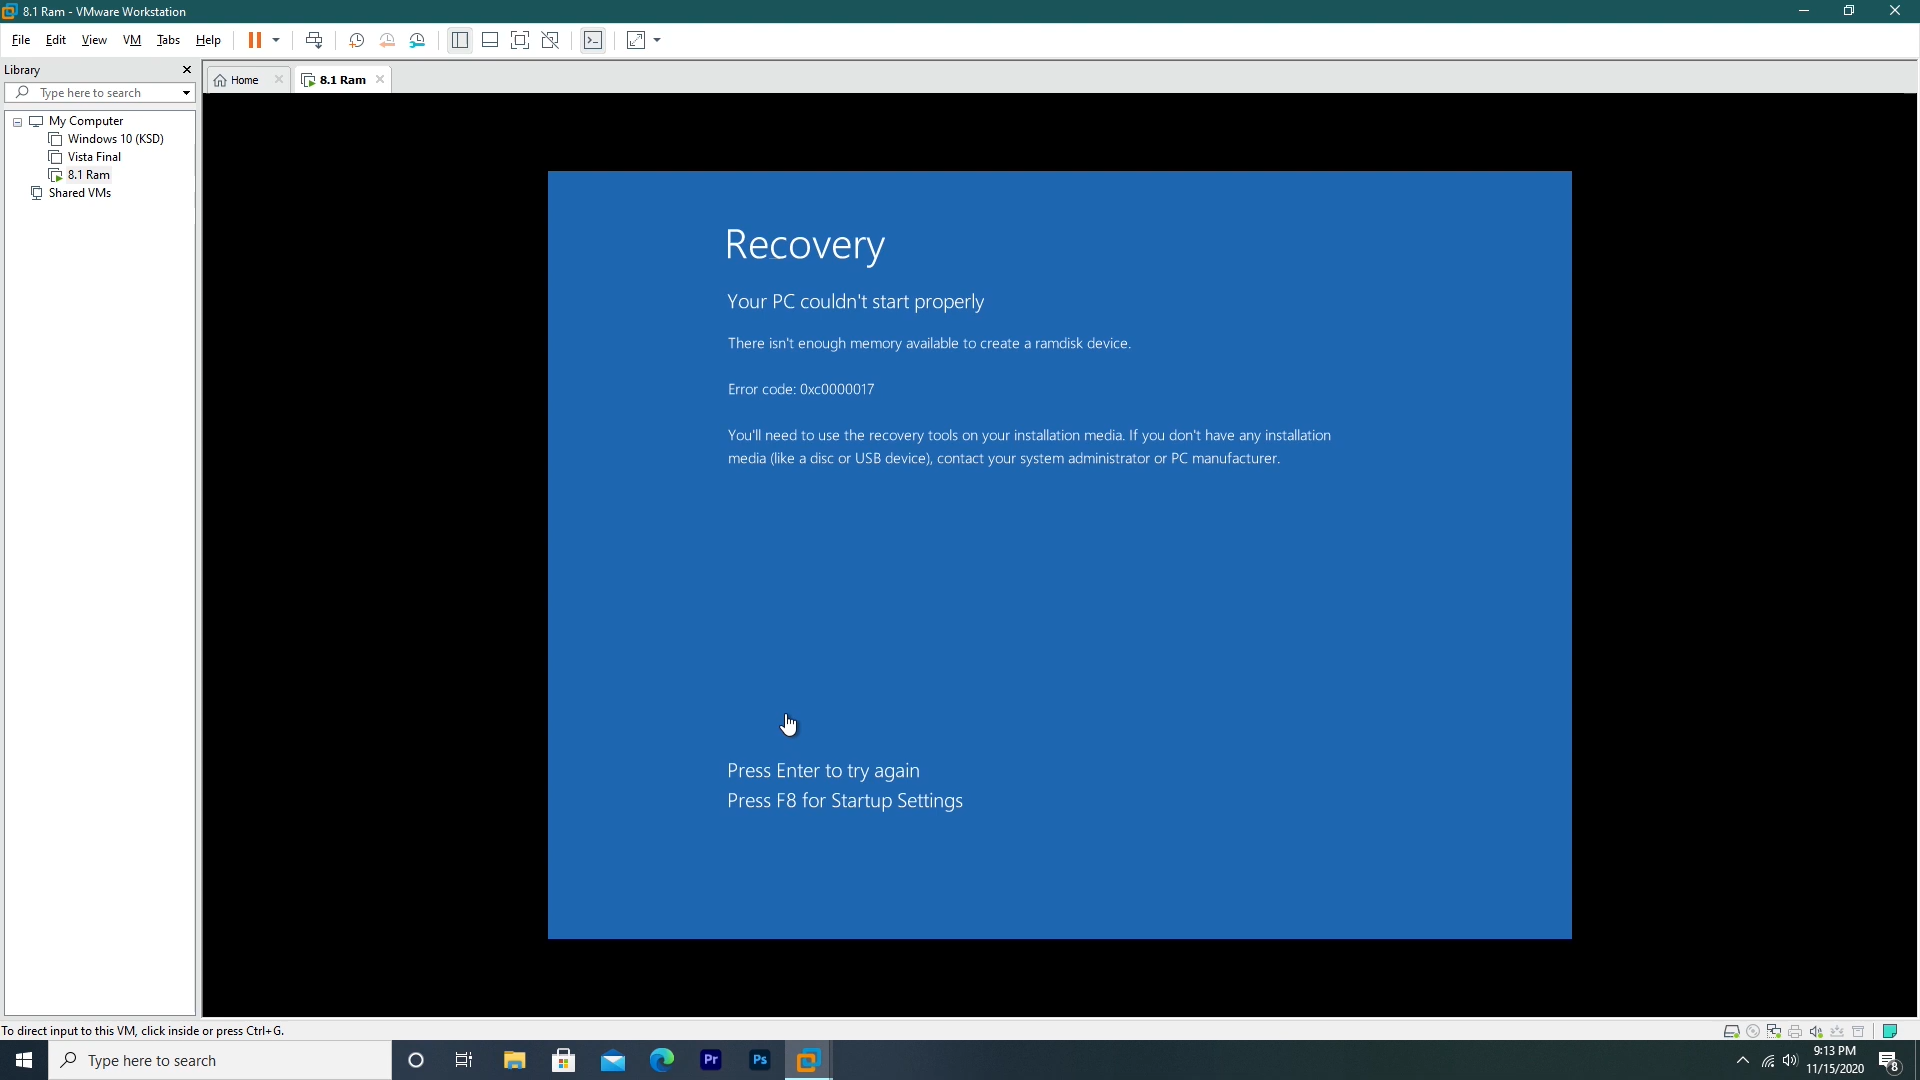 8.1 Ram - VMware Workstation
File Edit View VM Tabs Help
Library
Home
8.1 Ram
Type here to search
My Computer
Windows 10 (KSD)
Vista Final
8.1 Ram
Shared VMs
Recovery
Your PC couldn't start properly
There isn't enough memory available to create a ramdisk device.
Error code: 0xc0000017
You'll need to use the recovery tools on your installation media. If you don't have any installation
media (like a disc or USB device), contact your system administrator or PC manufacturer.
Press Enter to try again
Press F8 for Startup Settings
To direct input to this VM, click inside or press Ctrl+G.
Type here to search
Pr
Ps
9:13 PM
11/15/2020
8